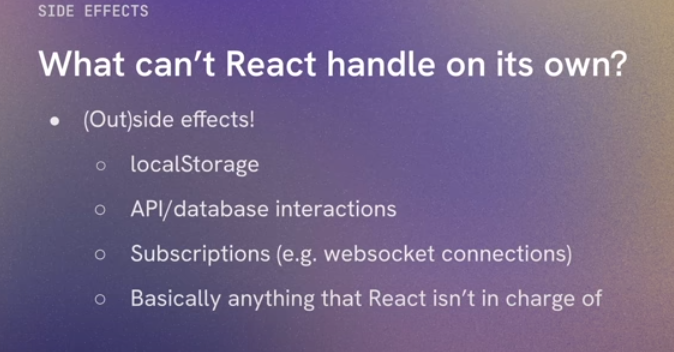 SIDE EFFECTS
What can’t React handle on its own?
● (Out)side effects!
○ localStorage
○ API/database interactions
○ Subscriptions (e.g. websocket connections)
○ Basically anything that React isn’t in charge of